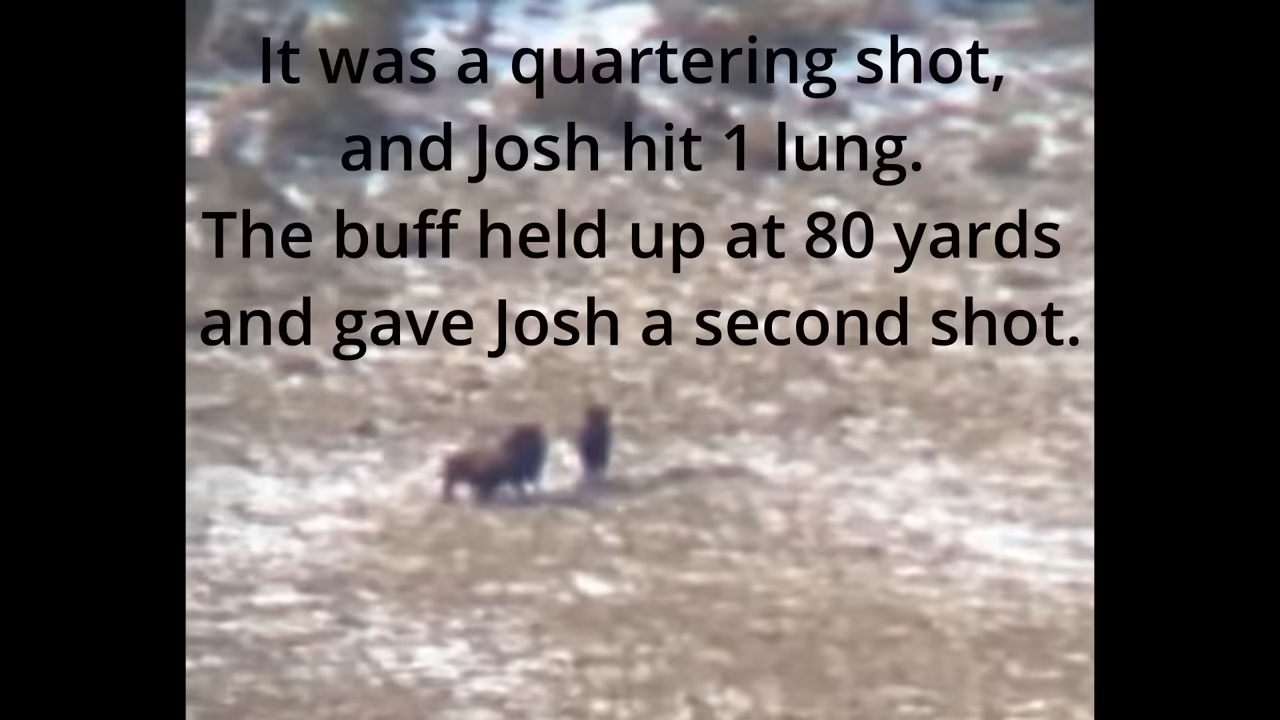 It was a quartering shot,
and Josh hit 1 lung.
The buff held up at 80 yards
and gave Josh a second shot.